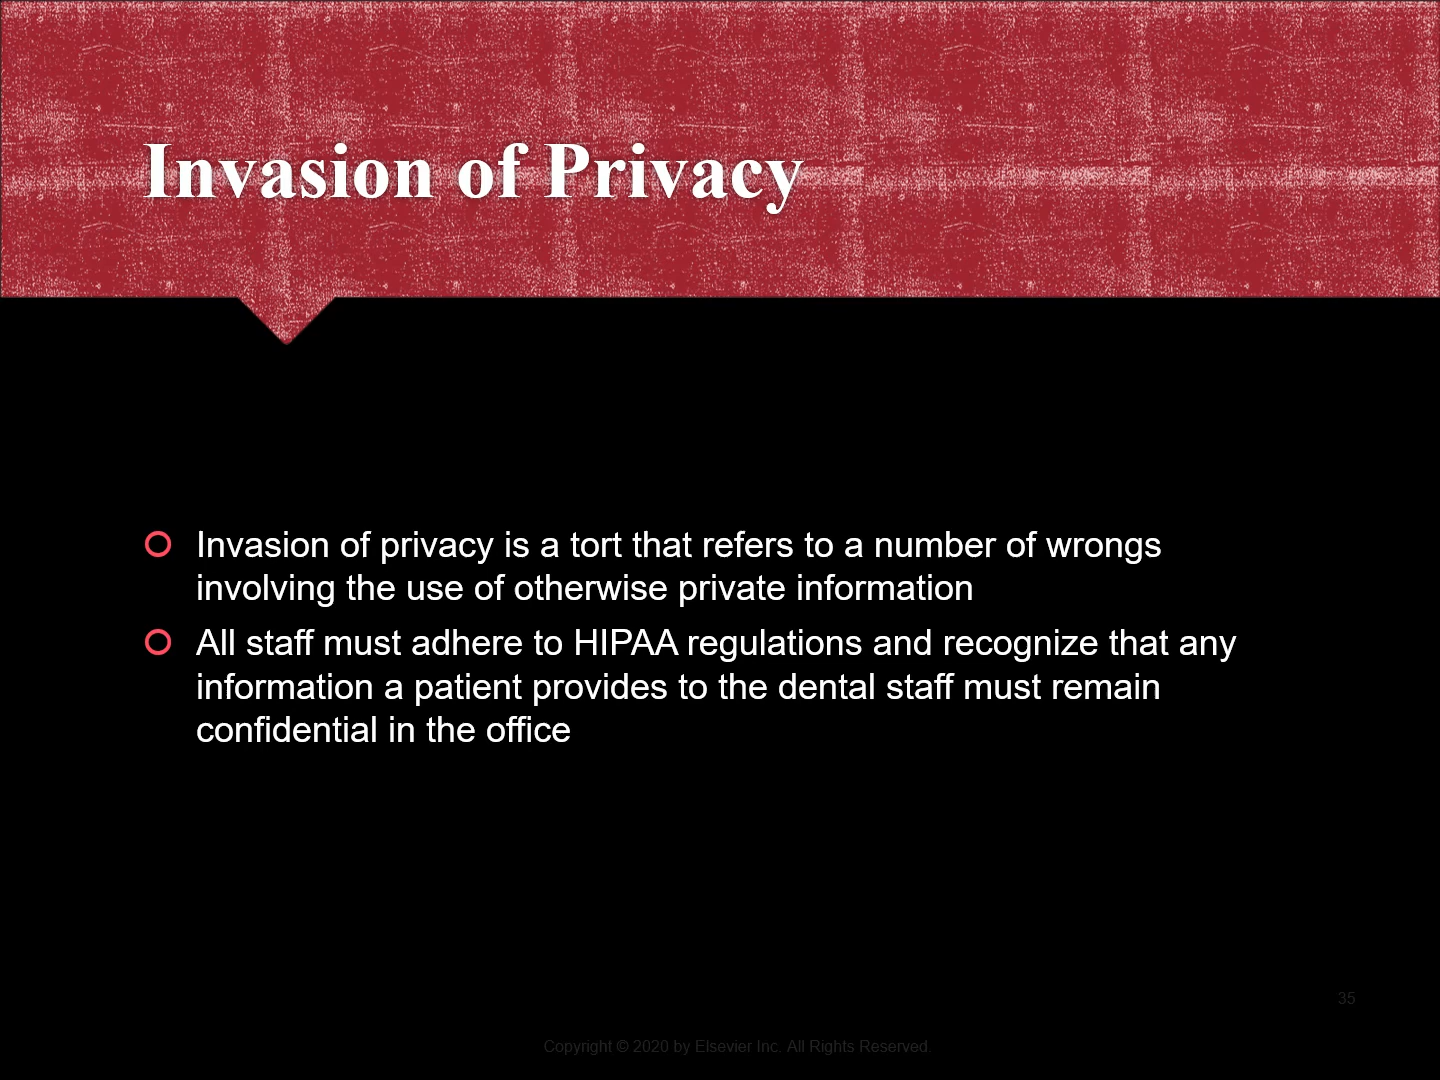 Invasion of Privacy
Invasion of privacy is a tort that refers to a number of wrongs
involving the use of otherwise private information
All staff must adhere to HIPAA regulations and recognize that any
information a patient provides to the dental staff must remain
confidential in the office
35
Copyright © 2020 by Elsevier Inc. All Rights Reserved.